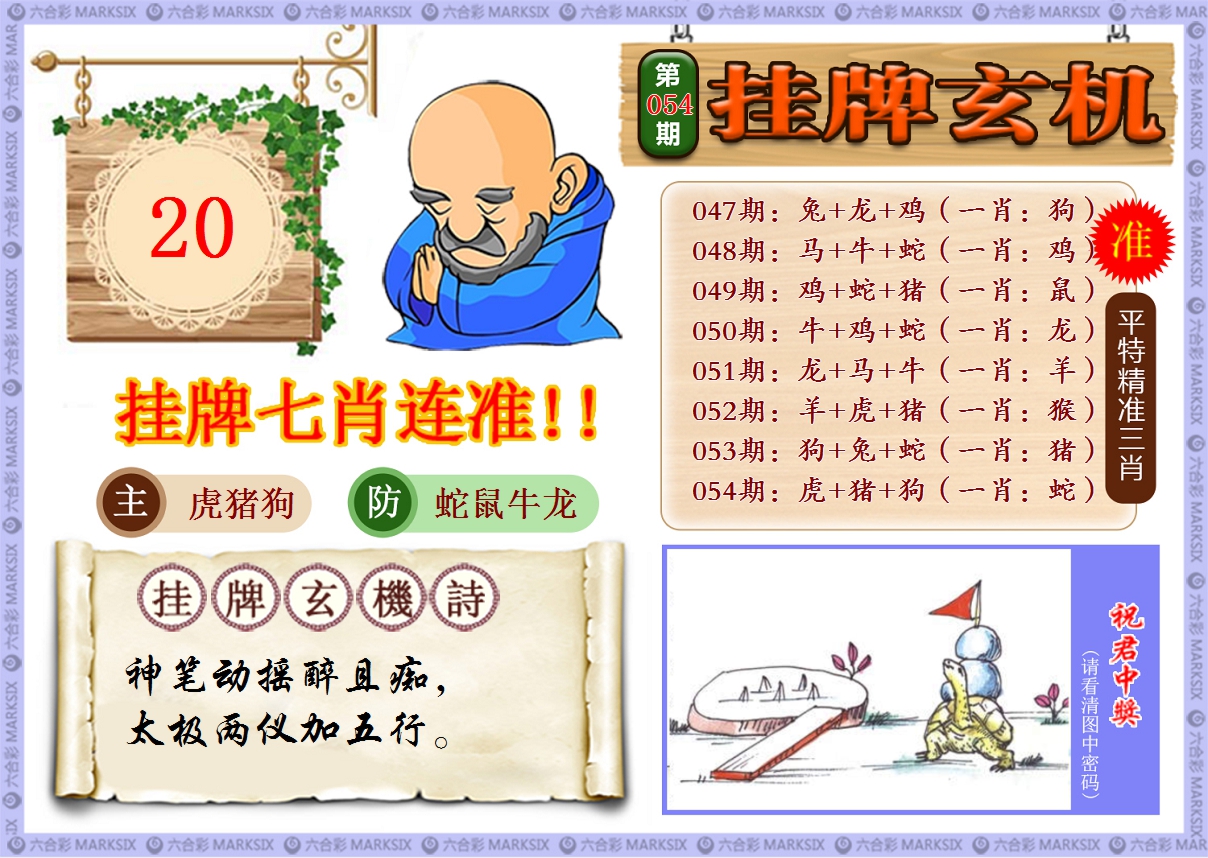 六合彩 MARKSIX
第
054
期
挂牌玄机
20
047期：兔+龙+鸡（一肖：狗）
048期：马+牛+蛇（一肖：鸡）
049期：鸡+蛇+猪（一肖：鼠）
050期：牛+鸡+蛇（一肖：龙）
051期：龙+马+牛（一肖：羊）
052期：羊+虎+猪（一肖：猴）
053期：狗+兔+蛇（一肖：猪）
054期：虎+猪+狗（一肖：蛇）
准
平特精准三肖
挂牌七肖连准!!
主 虎猪狗
防 蛇鼠牛龙
挂牌玄機詩
神笔动摇醉且痴，
太极两仪加五行。
祝君中奖
（请看清图中密码）